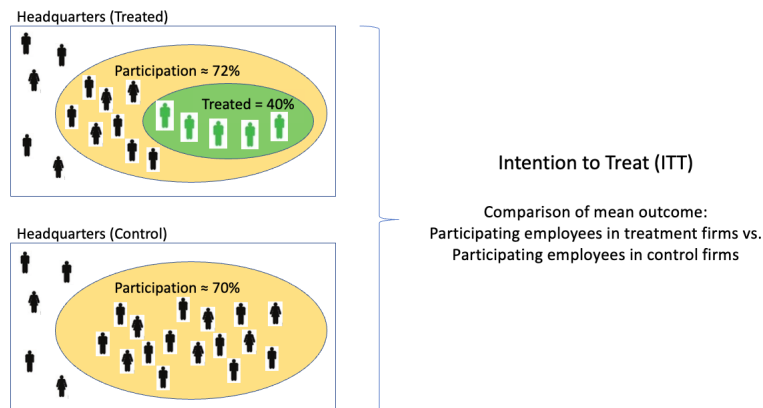 Headquarters (Treated)
Participation ≈ 72%
Treated = 40%
Headquarters (Control)
Participation ≈ 70%
Intention to Treat (ITT)
Comparison of mean outcome:
Participating employees in treatment firms vs.
Participating employees in control firms